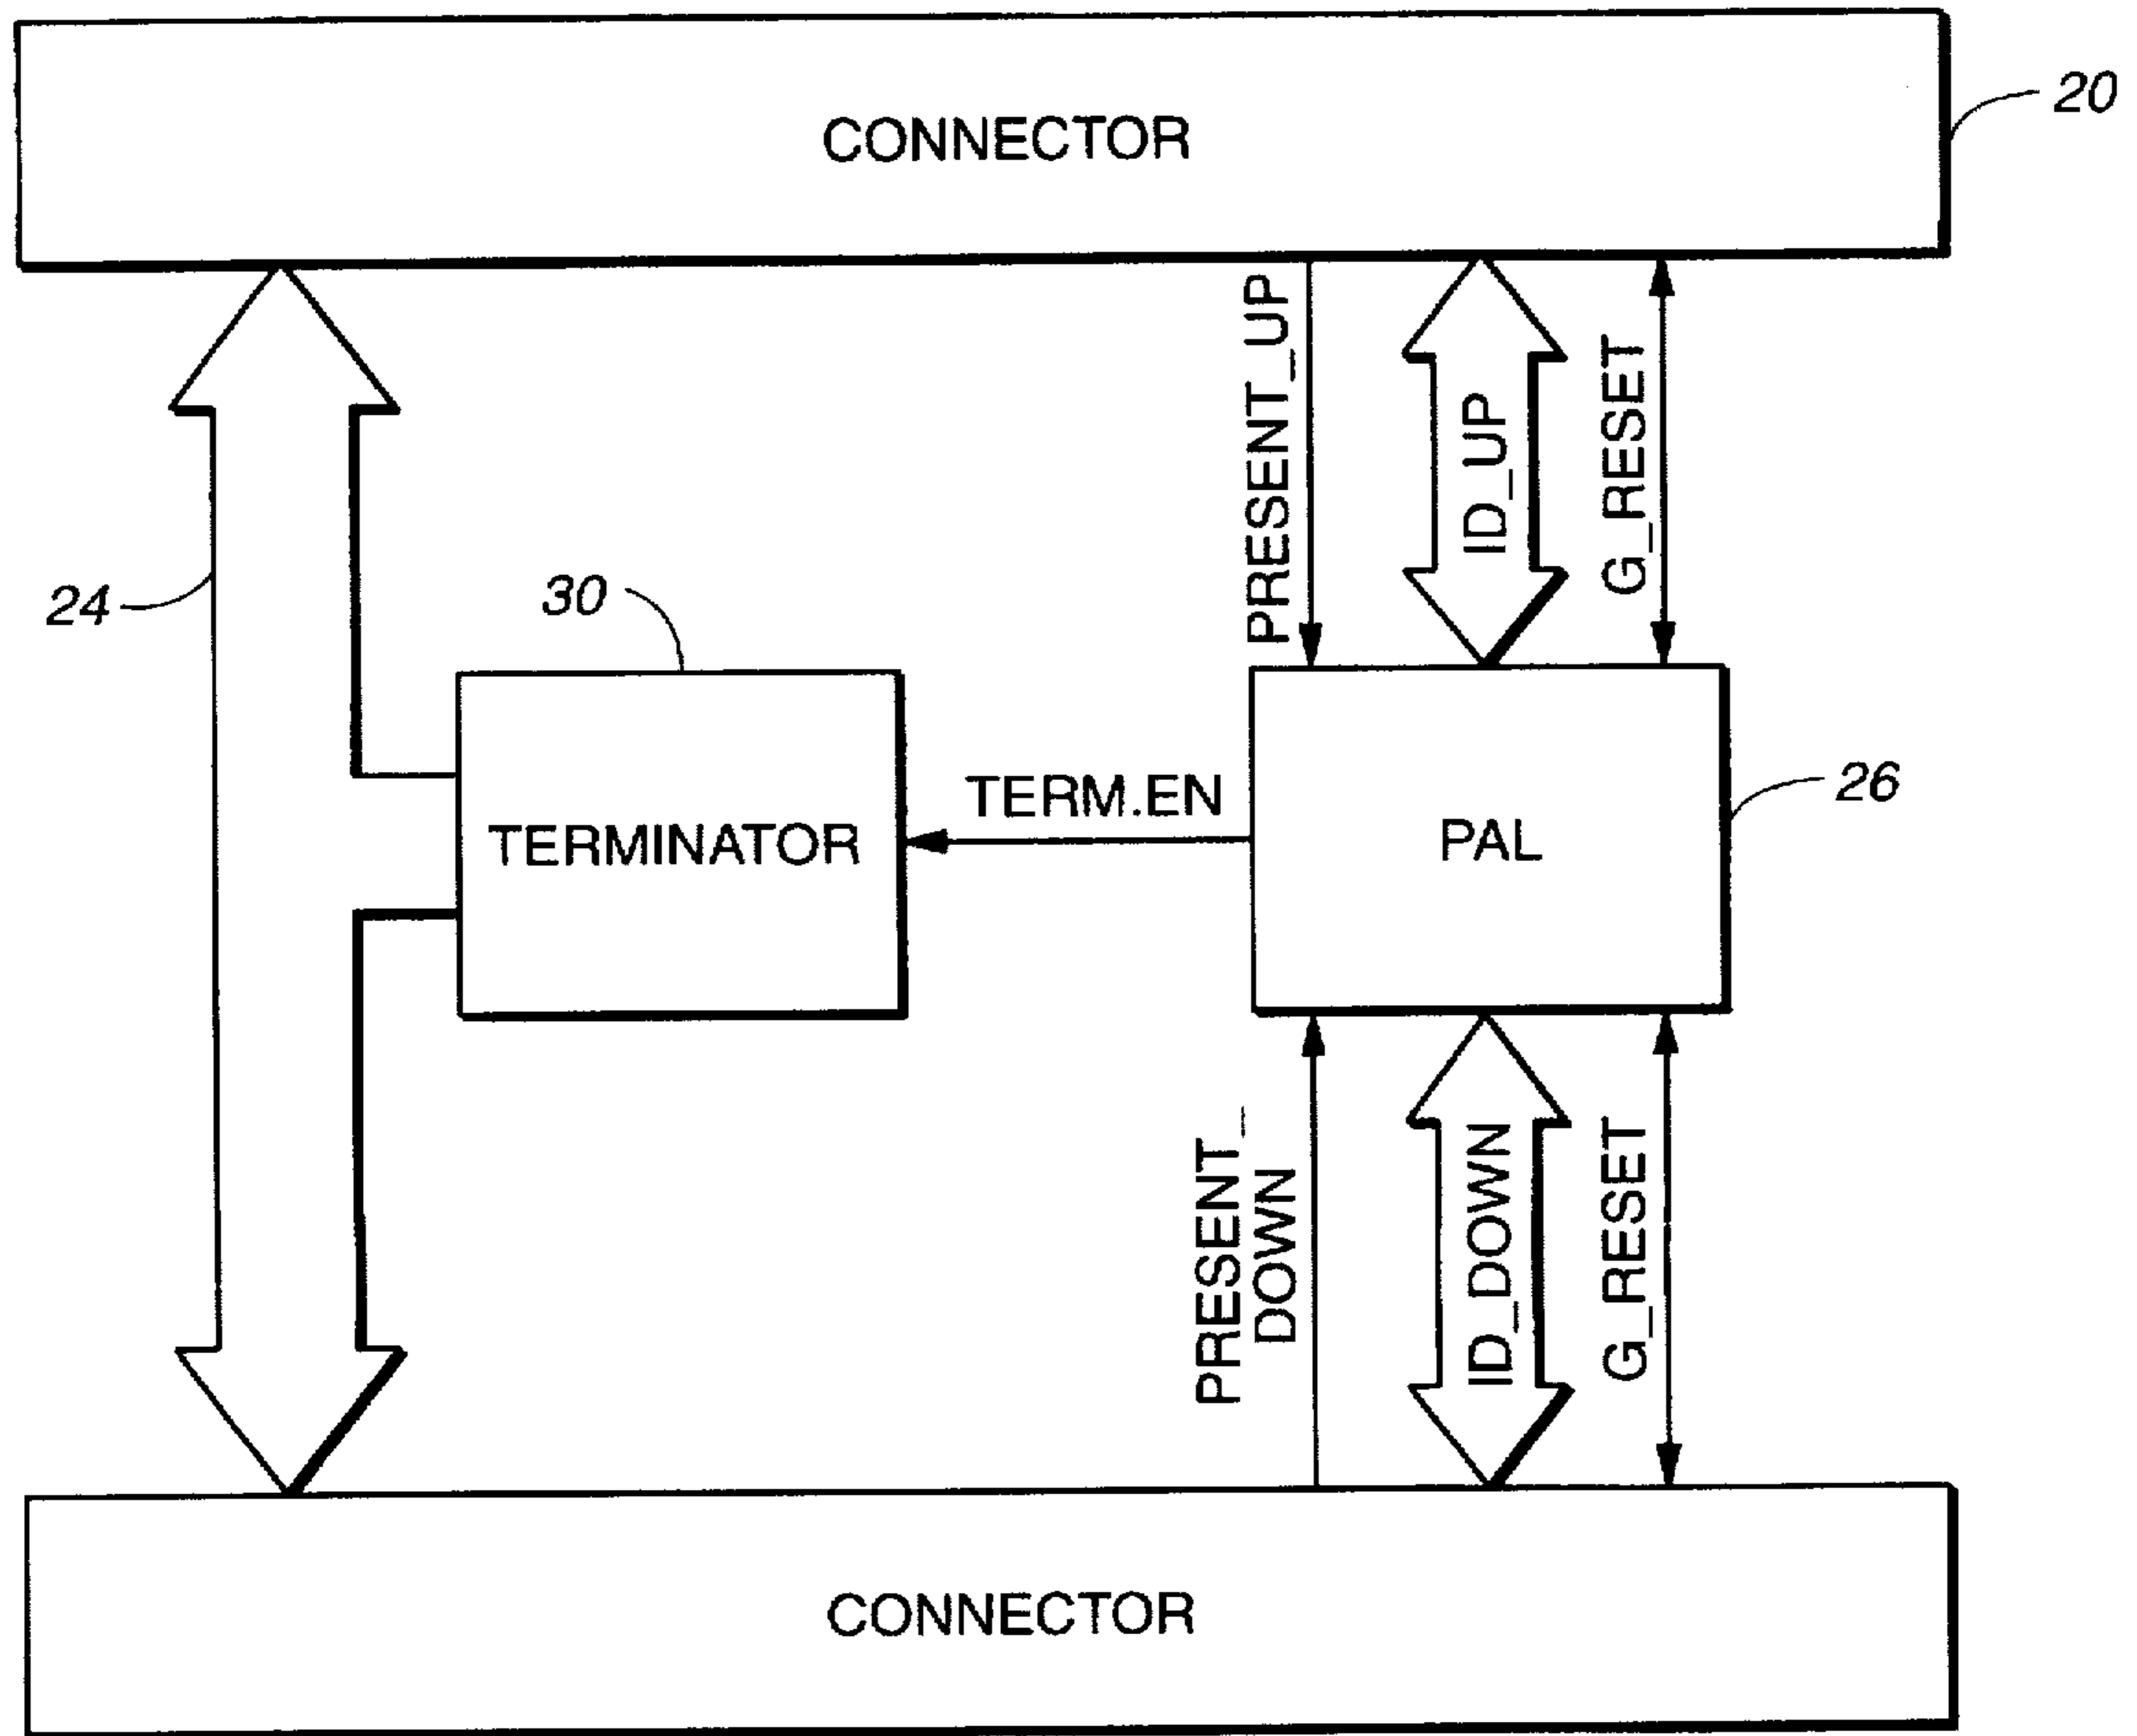 CONNECTOR
20
PRESENT_UP
ID_UP
G_RESET
24
30
TERMINATOR
TERM.EN
PAL
26
PRESENT_
DOWN
ID_DOWN
G_RESET
CONNECTOR